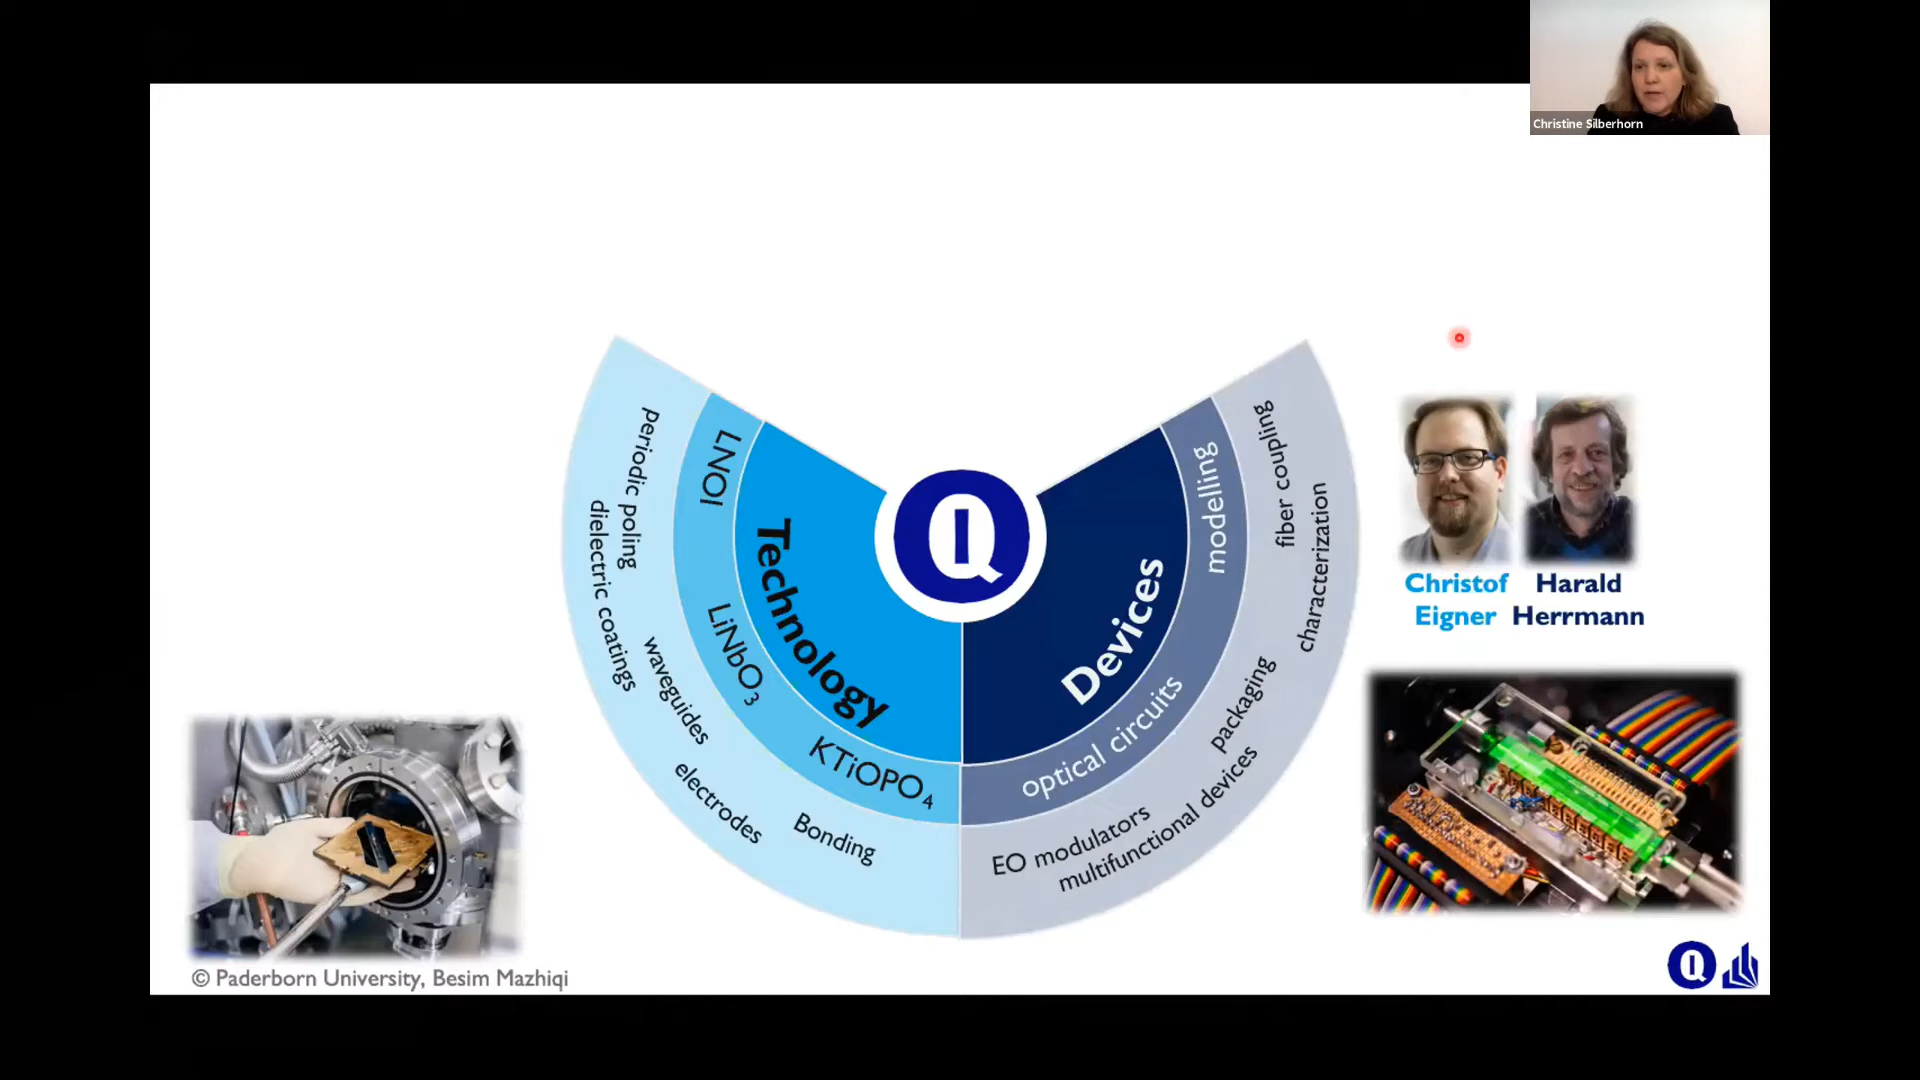 Christine Silberhorn
periodic poling
dielectric coatings
waveguides
electrodes
Bonding
LNOI
LiNbO₃
KTiOPO₄
Technology
Q
Devices
modelling
optical circuits
fiber coupling
characterization
packaging
EO modulators
multifunctional devices
Christof Harald
Eigner Herrmann
© Paderborn University, Besim Mazhiqi
Q